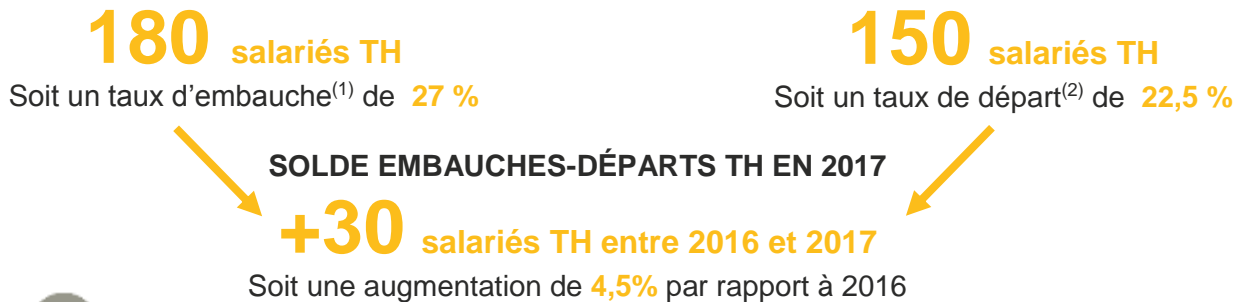 180 salariés TH
Soit un taux d'embauche(1) de 27 %
150 salariés TH
Soit un taux de départ(2) de 22,5 %
SOLDE EMBAUCHES-DÉPARTS TH EN 2017
+30 salariés TH entre 2016 et 2017
Soit une augmentation de 4,5% par rapport à 2016